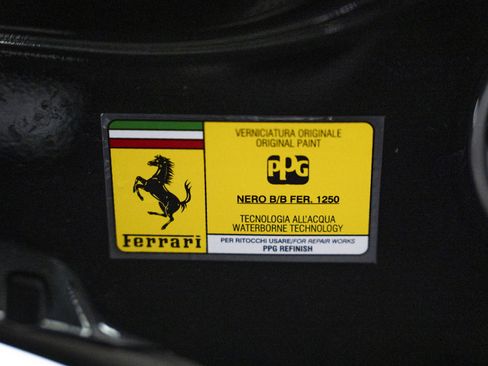 VERNICIATURA ORIGINALE
ORIGINAL PAINT
PPG
NERO B/B FER. 1250
TECNOLOGIA ALL'ACQUA
WATERBORNE TECHNOLOGY
Ferrari
PER RITOCCHI USARE/FOR REPAIR WORKS
PPG REFINISH